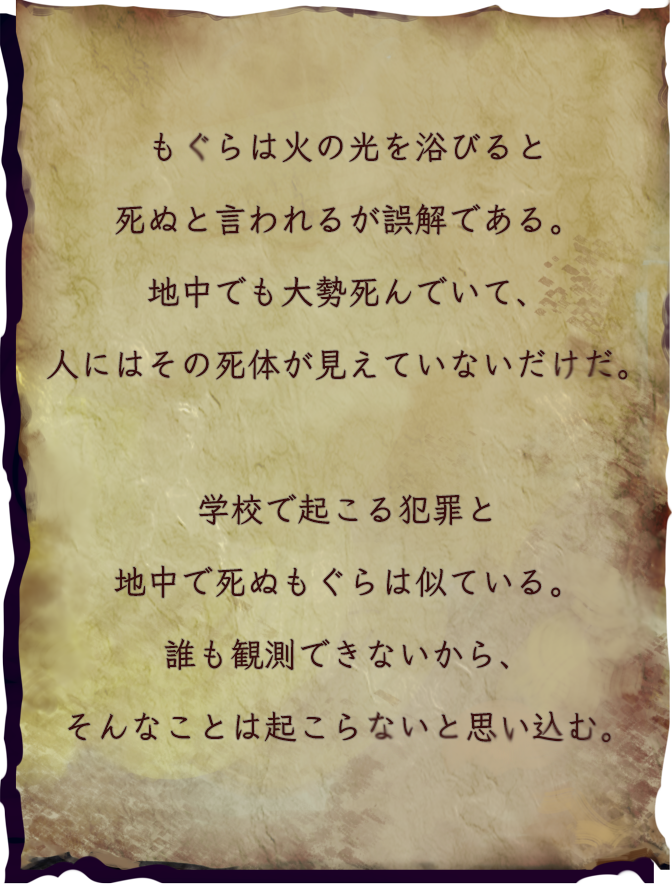 もぐらは火の光を浴びると
死ぬと言われるが誤解である。
地中でも大勢死んでいて、
人にはその死体が見えていないだけだ。
学校で起こる犯罪と
地中で死ぬもぐらは似ている。
誰も観測できないから、
そんなことは起こらないと思い込む。